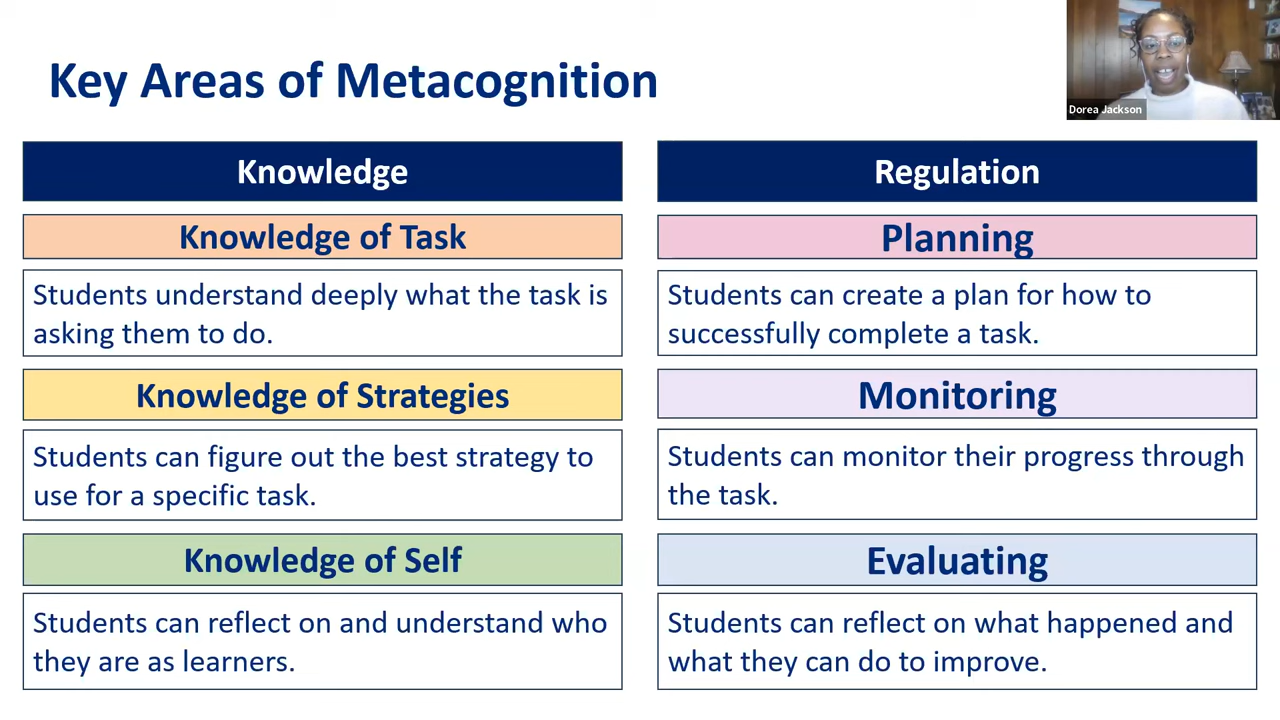 Key Areas of Metacognition
Dorea Jackson
Knowledge
Knowledge of Task
Students understand deeply what the task is
asking them to do.
Knowledge of Strategies
Students can figure out the best strategy to
use for a specific task.
Knowledge of Self
Students can reflect on and understand who
they are as learners.
Regulation
Planning
Students can create a plan for how to
successfully complete a task.
Monitoring
Students can monitor their progress through
the task.
Evaluating
Students can reflect on what happened and
what they can do to improve.